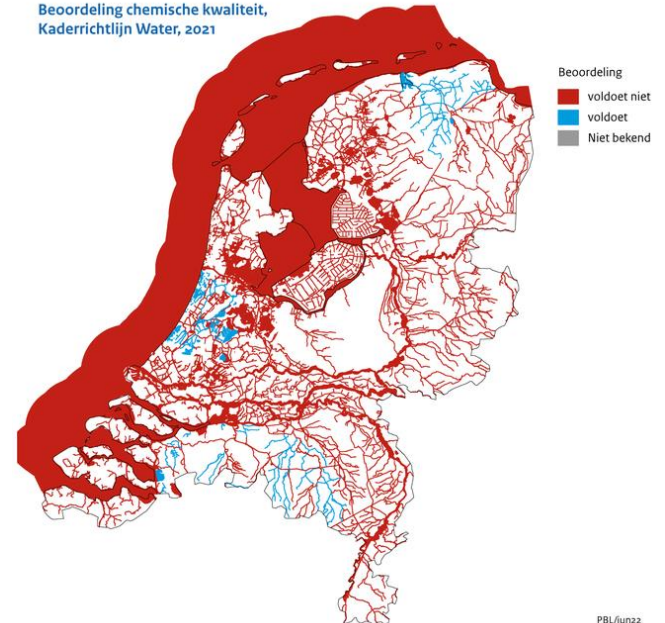 Beoordeling chemische kwaliteit,
Kaderrichtlijn Water, 2021
Beoordeling
voldoet niet
voldoet
Niet bekend
PBL/jun22